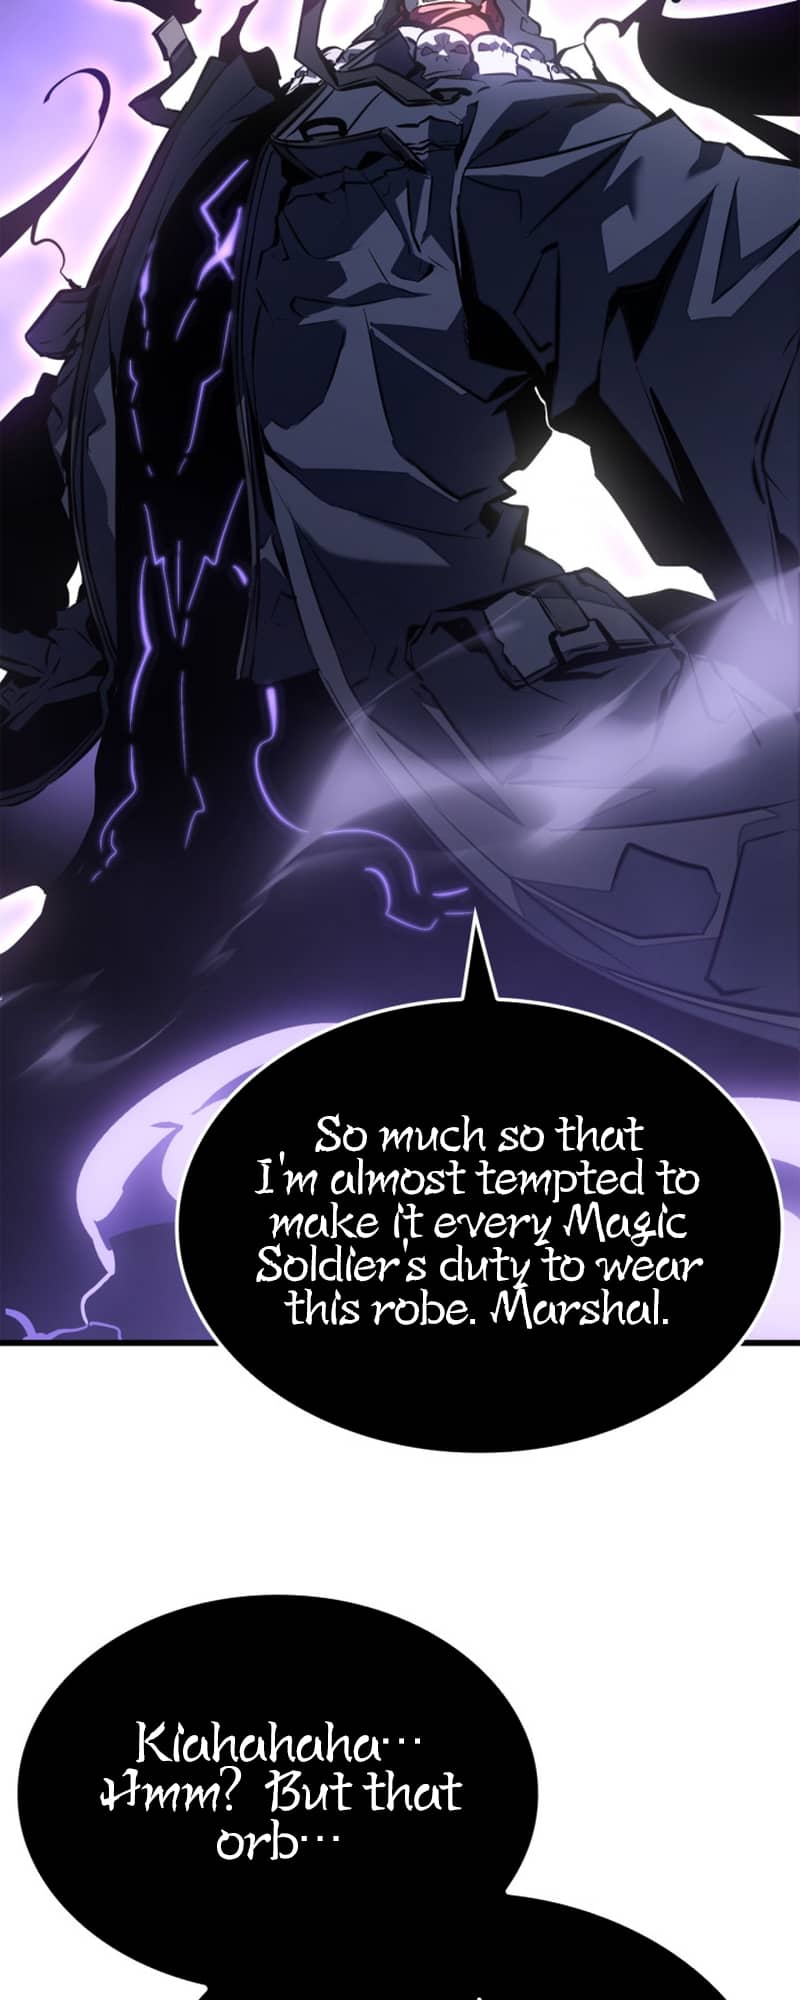 So much so that
I'm almost tempted to
make it every Magic
Soldier's duty to wear
this robe. Marshal.
Kiahahaha...
Hmm? But that
orb...